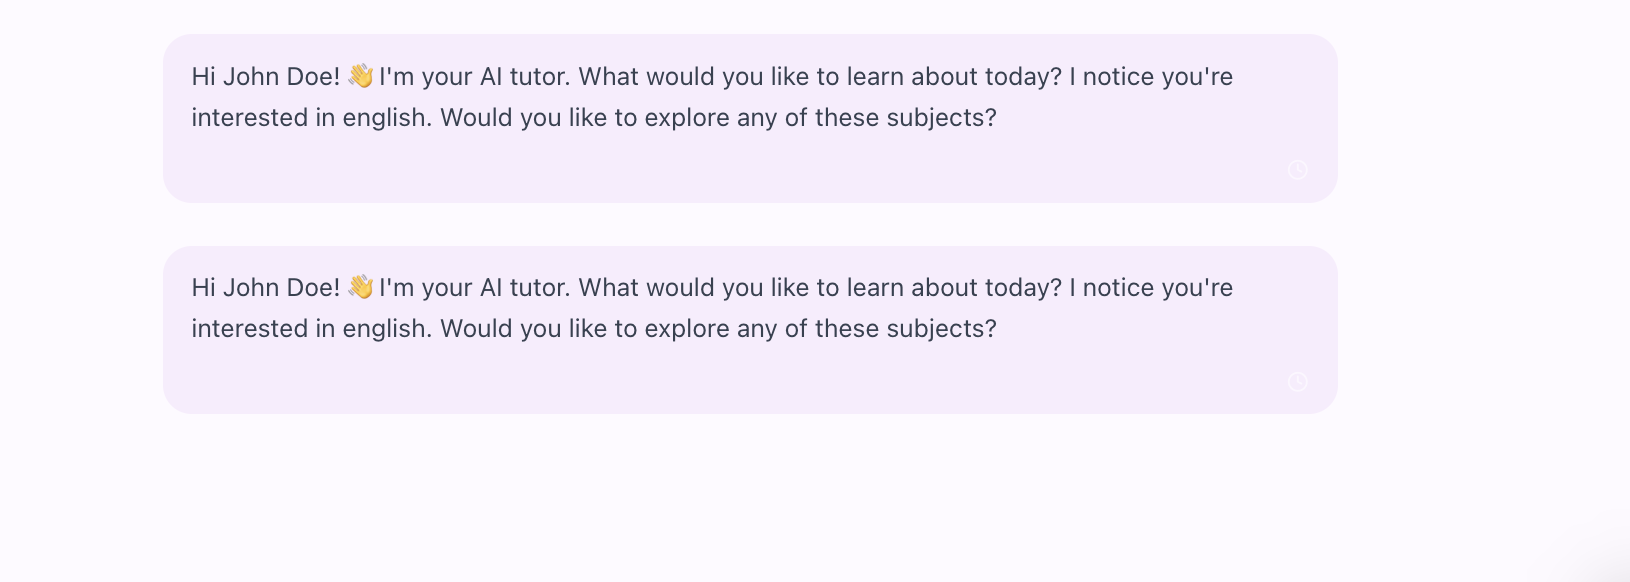 Hi John Doe! 👋 I'm your AI tutor. What would you like to learn about today? I notice you're
interested in english. Would you like to explore any of these subjects?
Hi John Doe! 👋 I'm your AI tutor. What would you like to learn about today? I notice you're
interested in english. Would you like to explore any of these subjects?